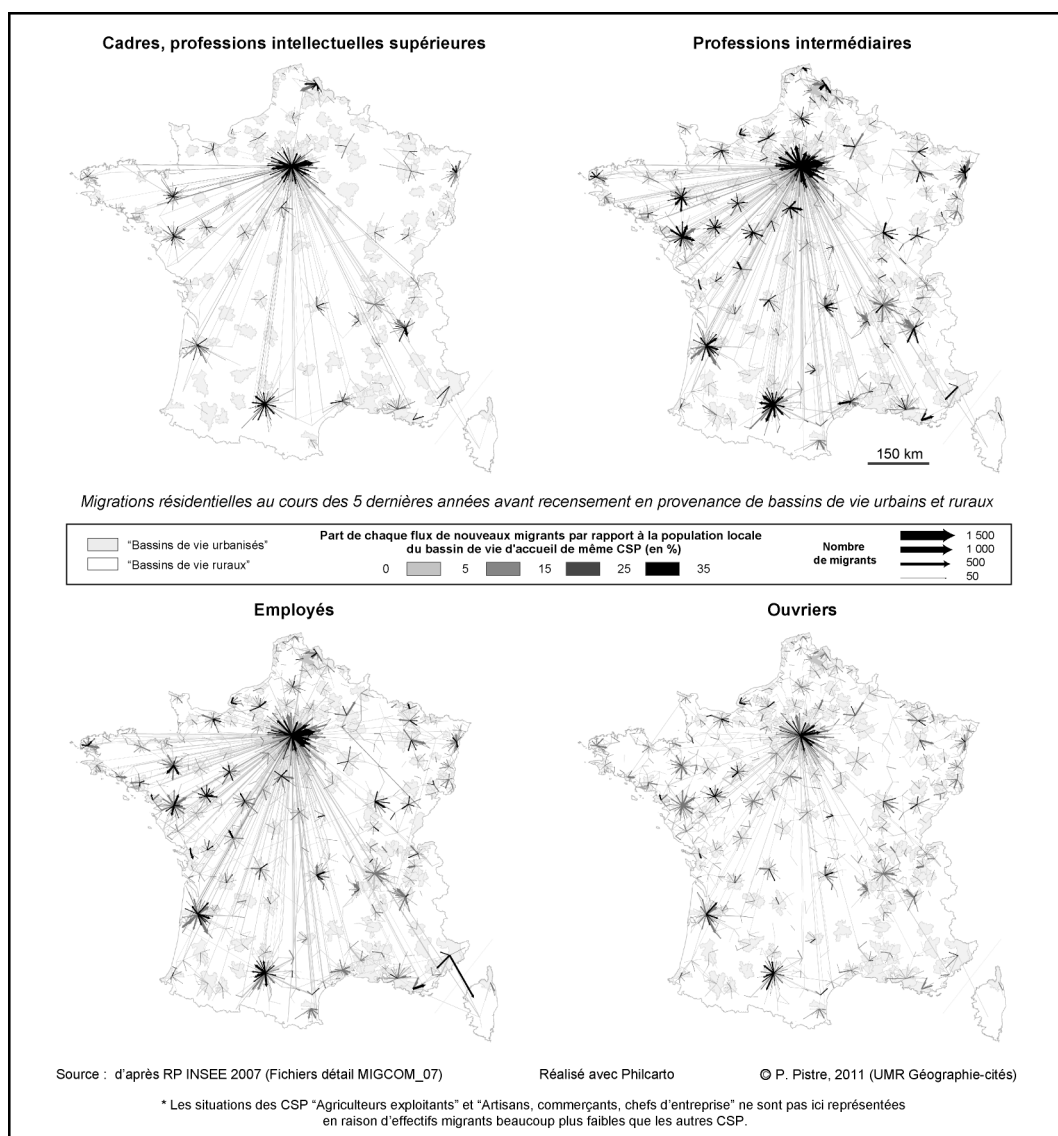 Cadres, professions intellectuelles supérieures
Professions intermédiaires
150 km
Migrations résidentielles au cours des 5 dernières années avant recensement en provenance de bassins de vie urbains et ruraux
"Bassins de vie urbanisés"
"Bassins de vie ruraux"
Part de chaque flux de nouveaux migrants par rapport à la population locale
du bassin de vie d'accueil de même CSP (en %)
0 5 15 25 35
Nombre
de migrants
1 500
1 000
500
50
Employés
Ouvriers
Source : d'après RP INSEE 2007 (Fichiers détail MIGCOM_07)
Réalisé avec Philcarto
© P. Pistre, 2011 (UMR Géographie-cités)
* Les situations des CSP "Agriculteurs exploitants" et "Artisans, commerçants, chefs d'entreprise" ne sont pas ici représentées
en raison d'effectifs migrants beaucoup plus faibles que les autres CSP.